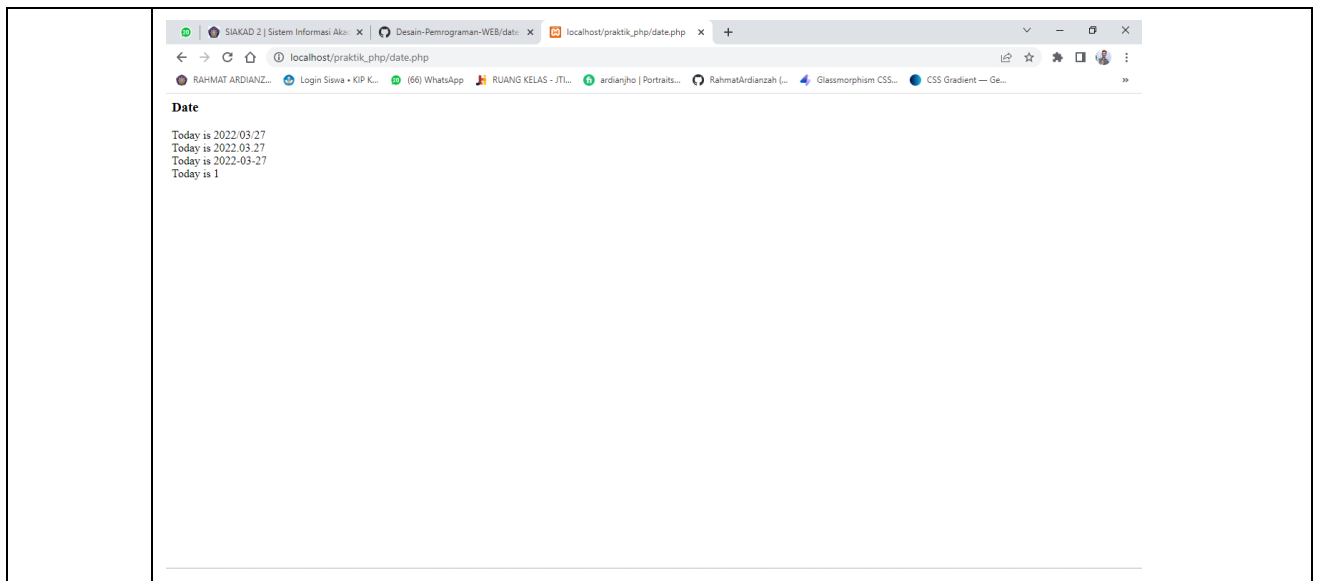 SIAKAD 2 | Sistem Informasi Aka
Desain-Pemrograman-WEB/date
localhost/praktik_php/date.php
localhost/praktik_php/date.php
RAHMAT ARDIANZ... Login Siswa • KIP K... (66) WhatsApp RUANG KELAS - JTI... ardianjho | Portraits... RahmatArdianzah (... Glassmorphism CSS... CSS Gradient — Ge... »
Date
Today is 2022/03/27
Today is 2022.03.27
Today is 2022-03-27
Today is 1